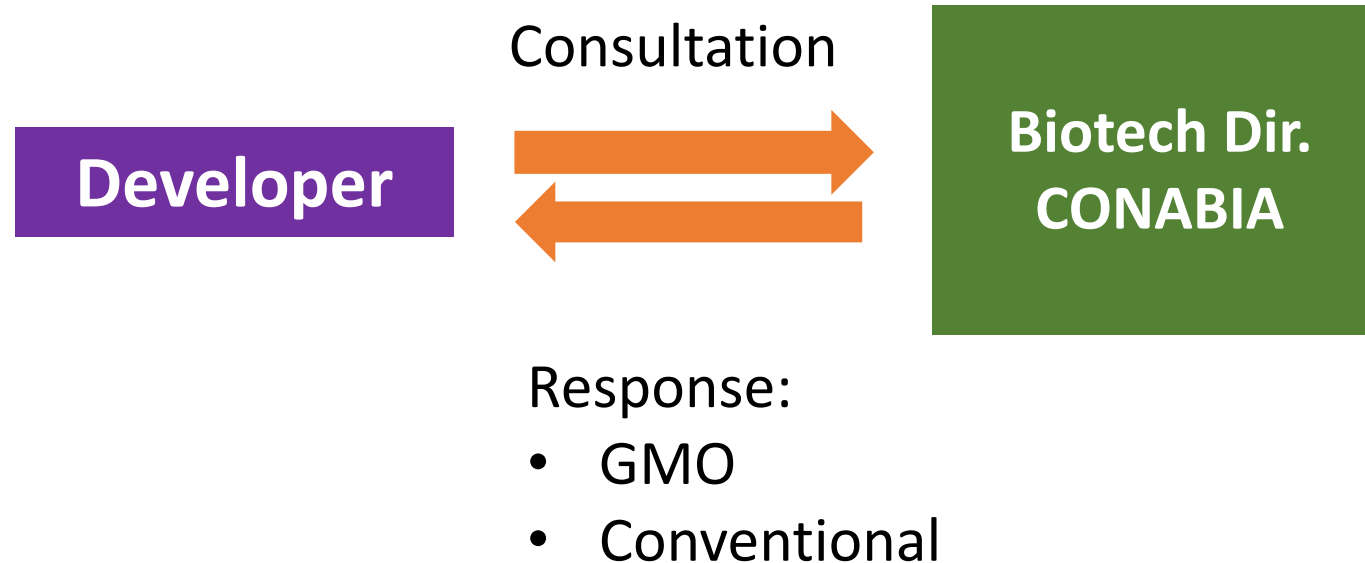 Consultation
Developer
Biotech Dir.
CONABIA
Response:
• GMO
• Conventional